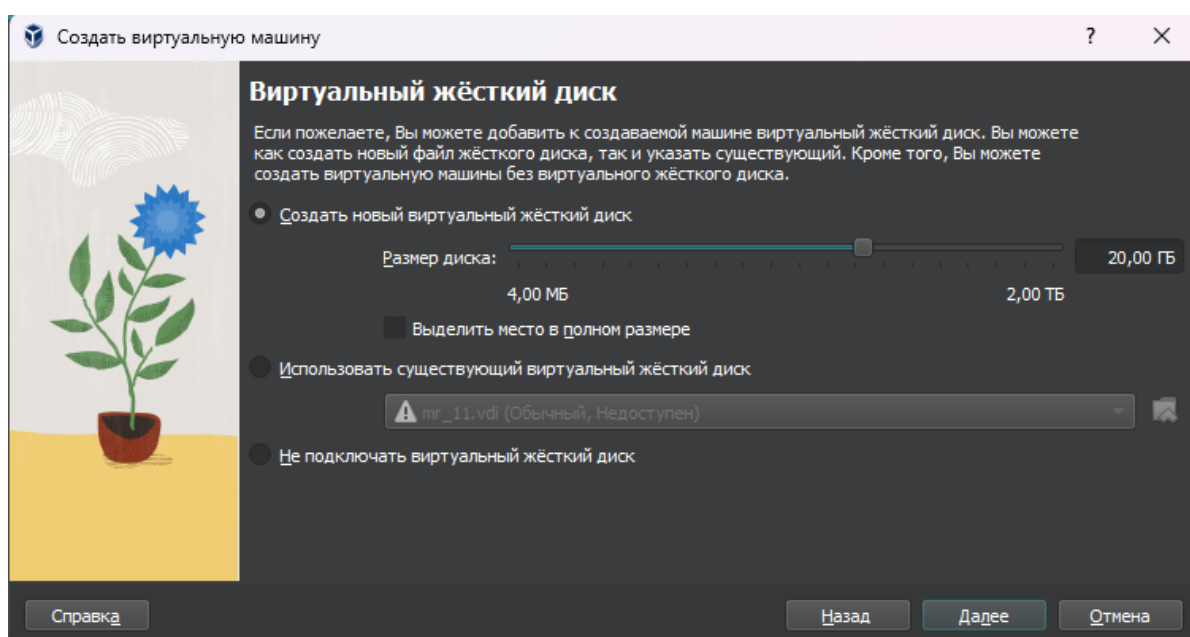 Создать виртуальную машину
?
Виртуальный жёсткий диск
Если пожелаете, Вы можете добавить к создаваемой машине виртуальный жёсткий диск. Вы можете
как создать новый файл жёсткого диска, так и указать существующий. Кроме того, Вы можете
создать виртуальную машины без виртуального жёсткого диска.
Создать новый виртуальный жёсткий диск
Размер диска:
20,00 ГБ
4,00 МБ
2,00 ТБ
Выделить место в полном размере
Использовать существующий виртуальный жёсткий диск
mr_11.vdi (Обычный, Недоступен)
Не подключать виртуальный жёсткий диск
Справка
Назад
Далее
Отмена